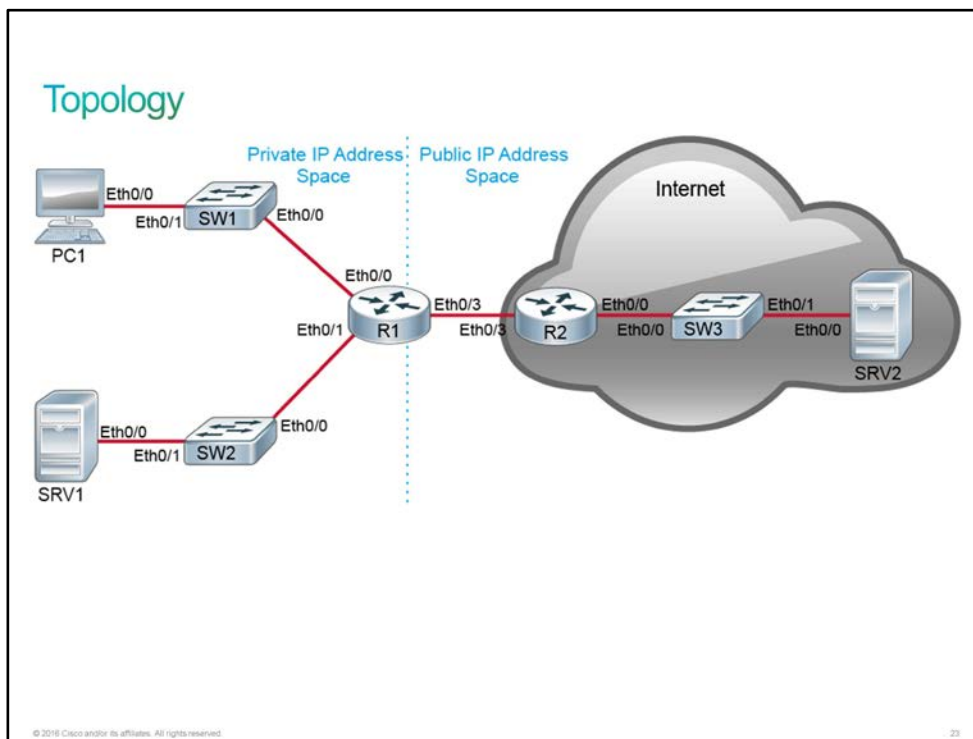 Topology
Private IP Address
Space
Public IP Address
Space
Internet
Eth0/0
Eth0/1
SW1
Eth0/0
PC1
Eth0/0
Eth0/1
R1
Eth0/3
Eth0/3
R2
Eth0/0
Eth0/0
SW3
Eth0/1
Eth0/0
SRV2
Eth0/0
Eth0/1
SW2
Eth0/0
SRV1
© 2016 Cisco and/or its affiliates. All rights reserved.
23